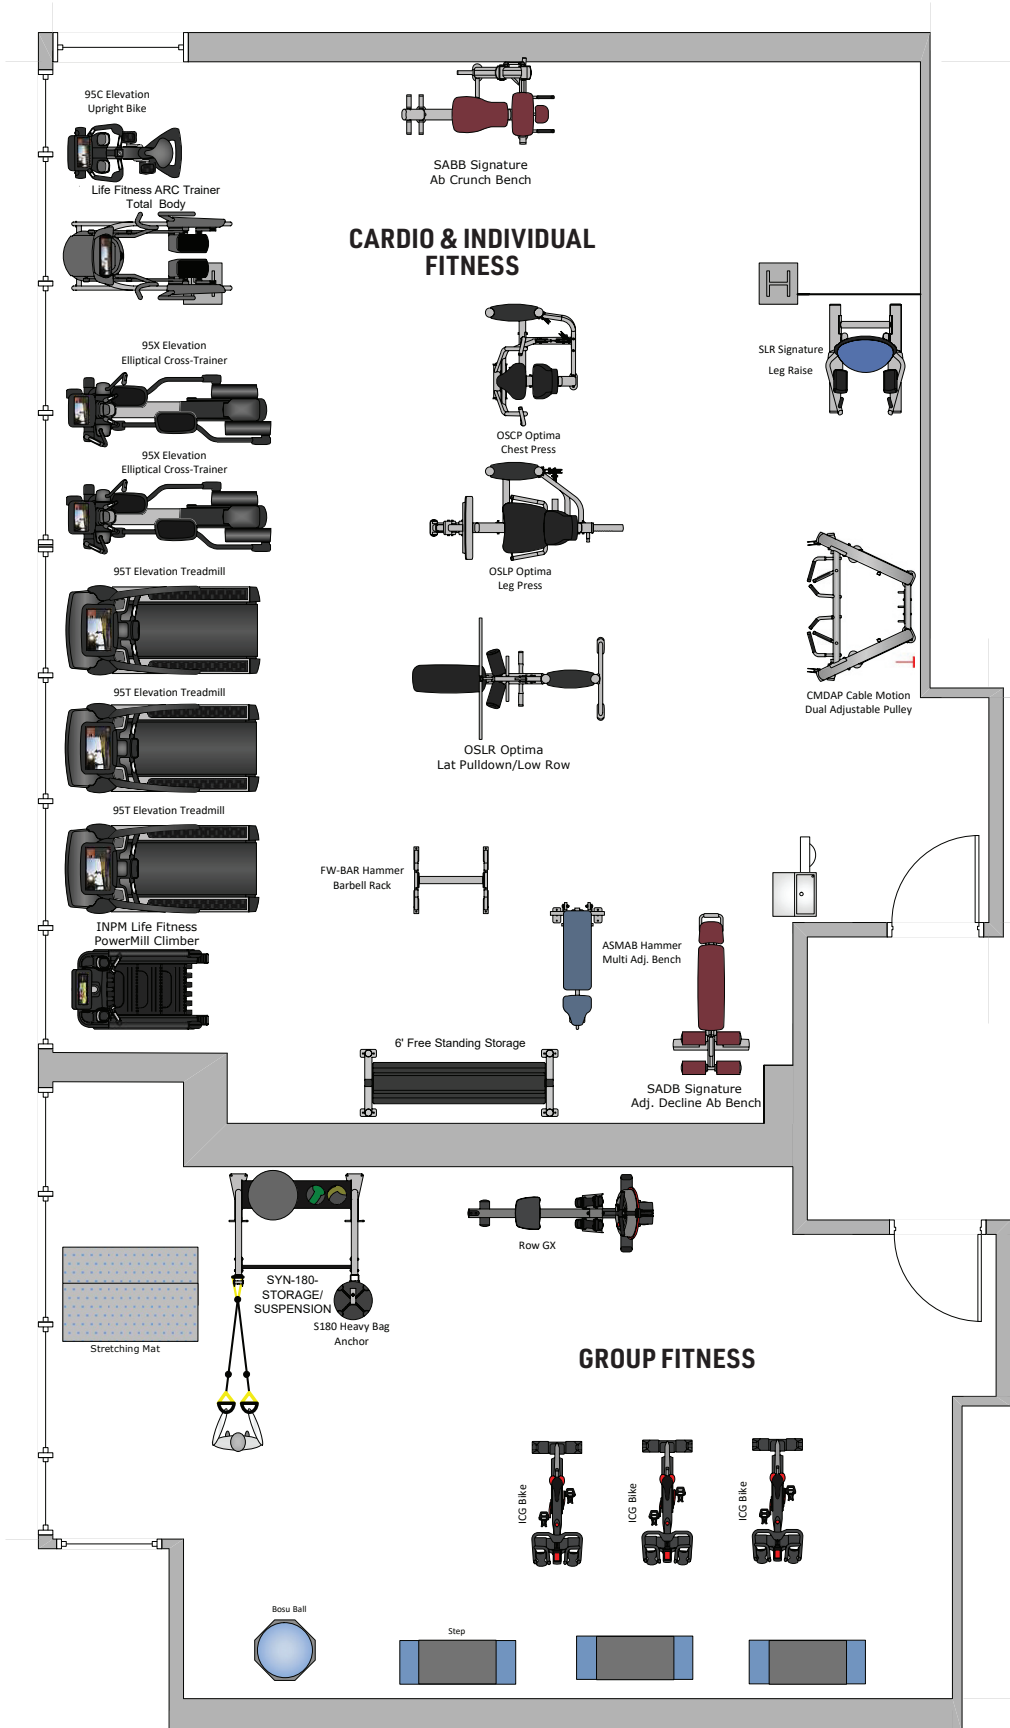 95C Elevation
Upright Bike
SABB Signature
Ab Crunch Bench
Life Fitness ARC Trainer
Total Body
CARDIO & INDIVIDUAL
FITNESS
H
95X Elevation
Elliptical Cross-Trainer
SLR Signature
Leg Raise
OSCP Optima
Chest Press
95X Elevation
Elliptical Cross-Trainer
OSLP Optima
Leg Press
95T Elevation Treadmill
95T Elevation Treadmill
CMDAP Cable Motion
Dual Adjustable Pulley
OSLR Optima
Lat Pulldown/Low Row
95T Elevation Treadmill
FW-BAR Hammer
Barbell Rack
INPM Life Fitness
PowerMill Climber
ASMAB Hammer
Multi Adj. Bench
6' Free Standing Storage
SADB Signature
Adj. Decline Ab Bench
Row GX
SYN-180-
STORAGE/
SUSPENSION
S180 Heavy Bag
Anchor
Stretching Mat
GROUP FITNESS
ICG Bike
ICG Bike
ICG Bike
Bosu Ball
Step